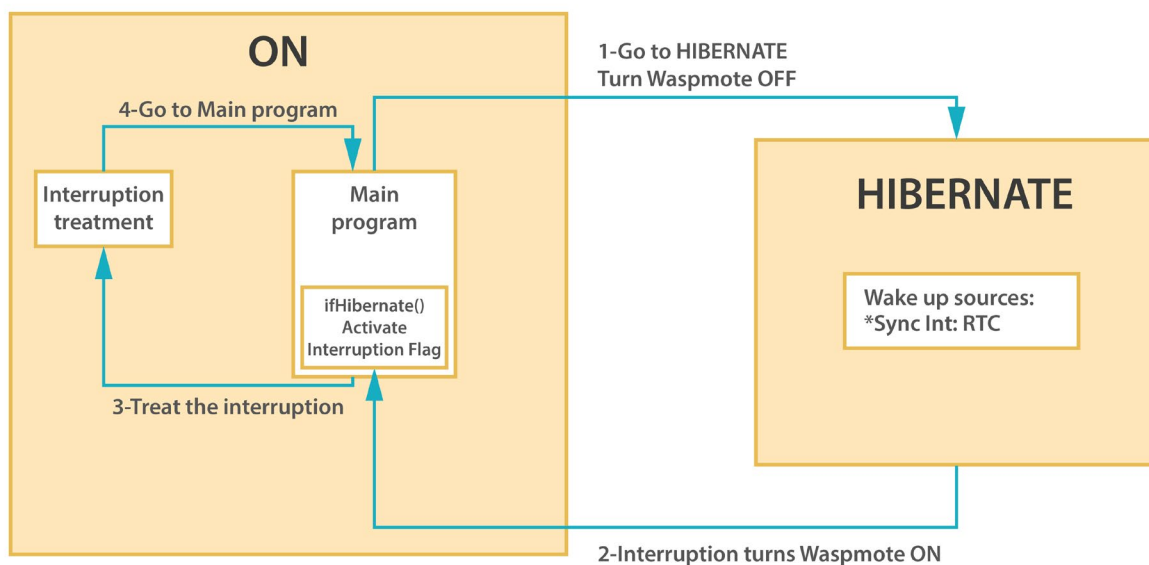 ON
1-Go to HIBERNATE
Turn Waspmote OFF
4-Go to Main program
Interruption
treatment
Main
program
HIBERNATE
ifHibernate()
Activate
Interruption Flag
Wake up sources:
*Sync Int: RTC
3-Treat the interruption
2-Interruption turns Waspmote ON